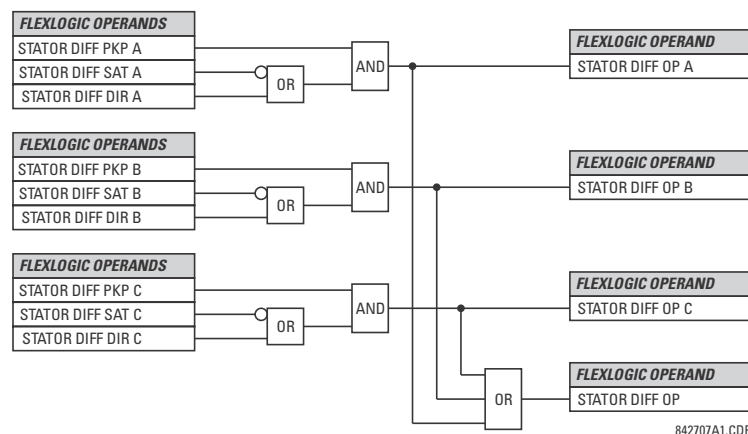 FLEXLOGIC OPERANDS
STATOR DIFF PKP A
STATOR DIFF SAT A
STATOR DIFF DIR A
OR
AND
FLEXLOGIC OPERAND
STATOR DIFF OP A
FLEXLOGIC OPERANDS
STATOR DIFF PKP B
STATOR DIFF SAT B
STATOR DIFF DIR B
OR
AND
FLEXLOGIC OPERAND
STATOR DIFF OP B
FLEXLOGIC OPERANDS
STATOR DIFF PKP C
STATOR DIFF SAT C
STATOR DIFF DIR C
OR
AND
FLEXLOGIC OPERAND
STATOR DIFF OP C
OR
FLEXLOGIC OPERAND
STATOR DIFF OP
842707A1.CDR